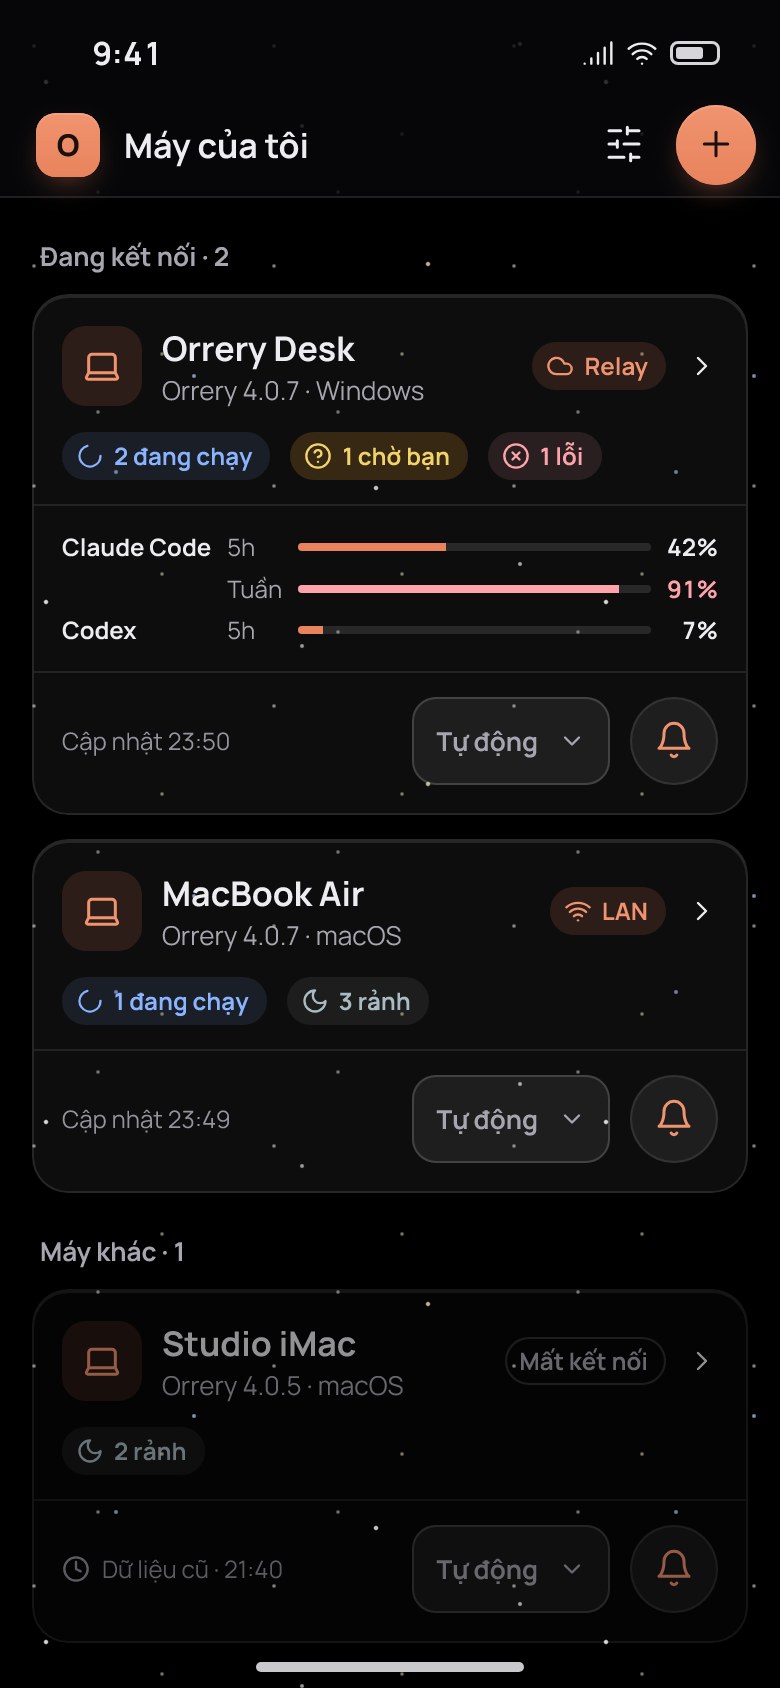 9:41
O Máy của tôi
Đang kết nối · 2
Orrery Desk
Orrery 4.0.7 · Windows
Relay
2 đang chạy 1 chờ bạn 1 lỗi
Claude Code 5h 42%
Tuần 91%
Codex 5h 7%
Cập nhật 23:50 Tự động
MacBook Air
Orrery 4.0.7 · macOS
LAN
1 đang chạy 3 rảnh
Cập nhật 23:49 Tự động
Máy khác · 1
Studio iMac
Orrery 4.0.5 · macOS
Mất kết nối
2 rảnh
Dữ liệu cũ · 21:40 Tự động